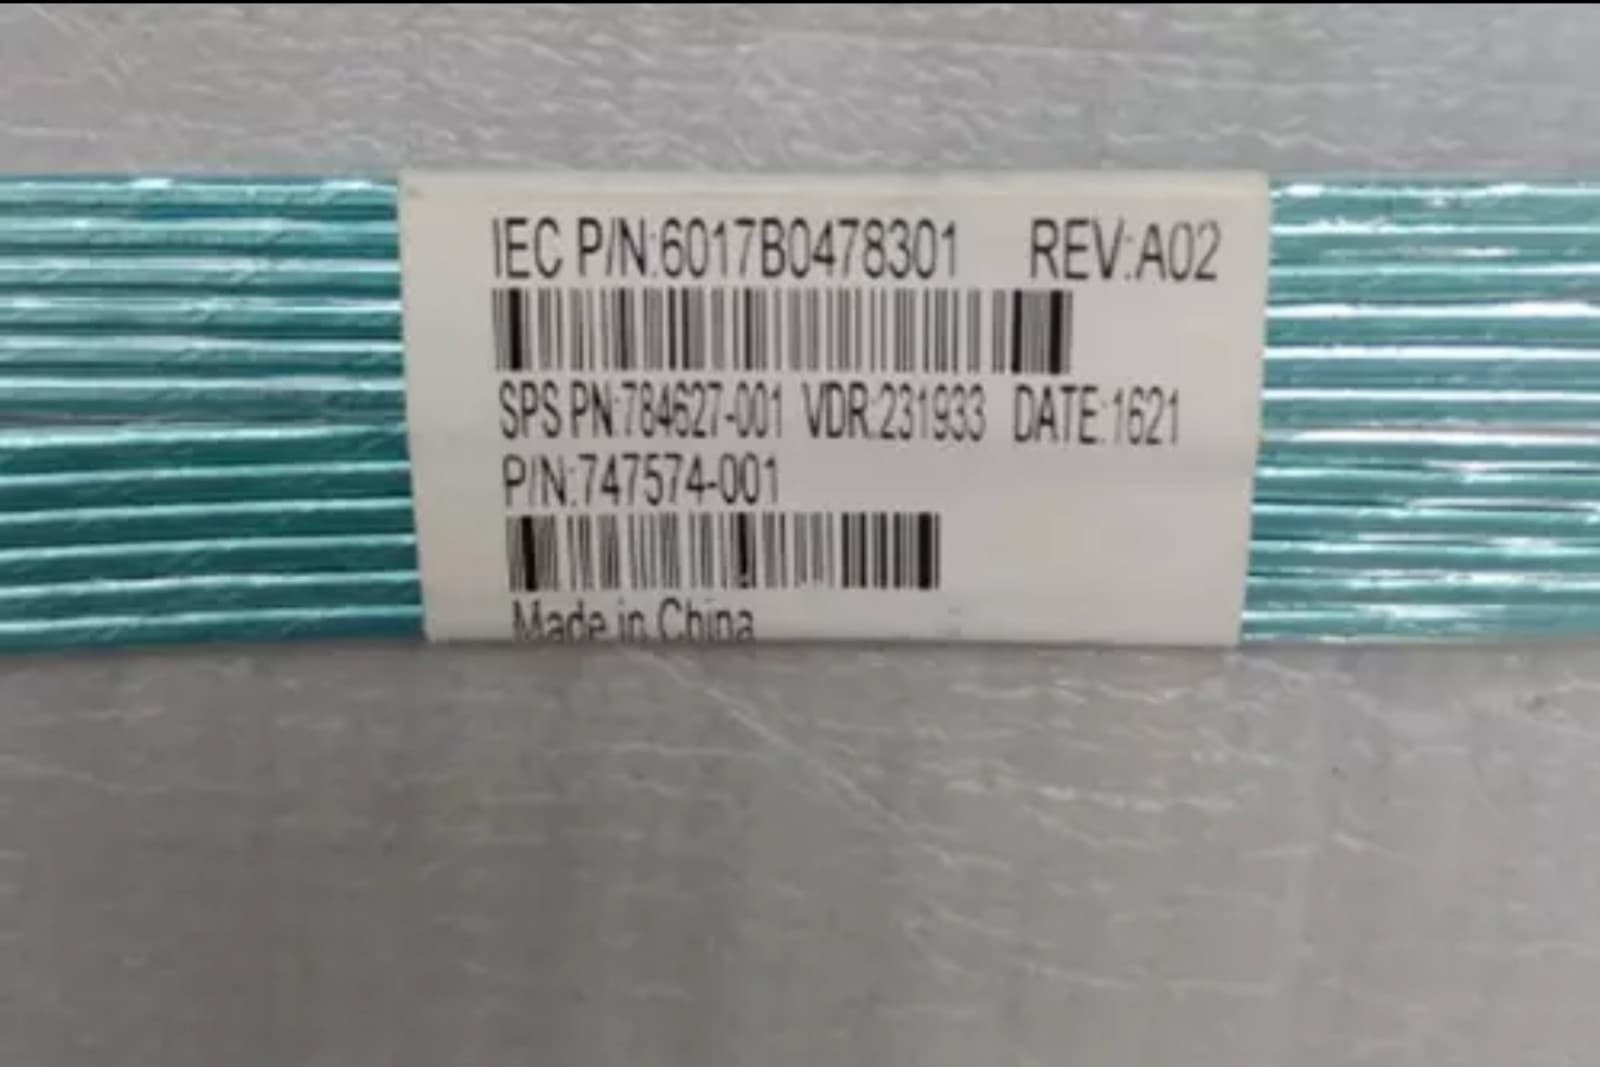 IEC P/N:6017B0478301 REV:A02
SPS PN:784627-001 VDR:231933 DATE:1621
P/N:747574-001
Made in China